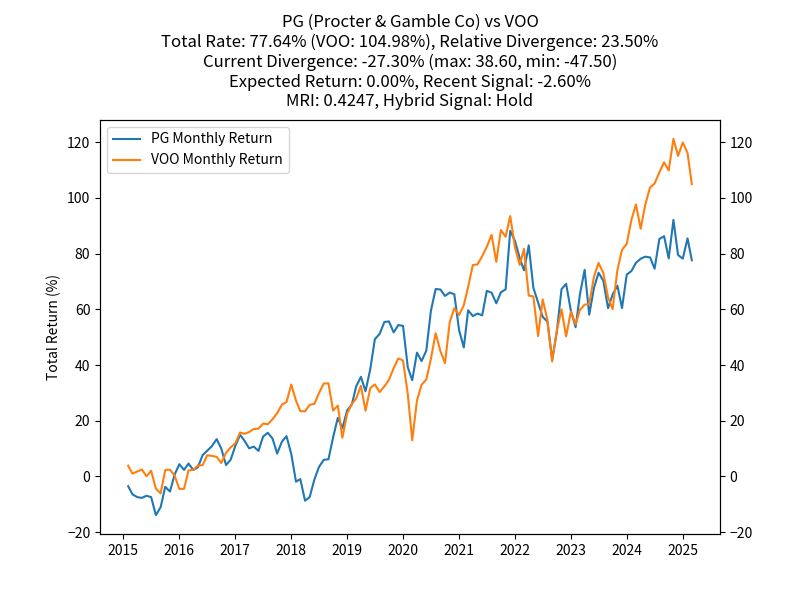 PG (Procter & Gamble Co) vs VOO
Total Rate: 77.64% (VOO: 104.98%), Relative Divergence: 23.50%
Current Divergence: -27.30% (max: 38.60, min: -47.50)
Expected Return: 0.00%, Recent Signal: -2.60%
MRI: 0.4247, Hybrid Signal: Hold
PG Monthly Return
VOO Monthly Return
Total Return (%)
120
100
80
60
40
20
0
−20
120
100
80
60
40
20
0
−20
2015 2016 2017 2018 2019 2020 2021 2022 2023 2024 2025